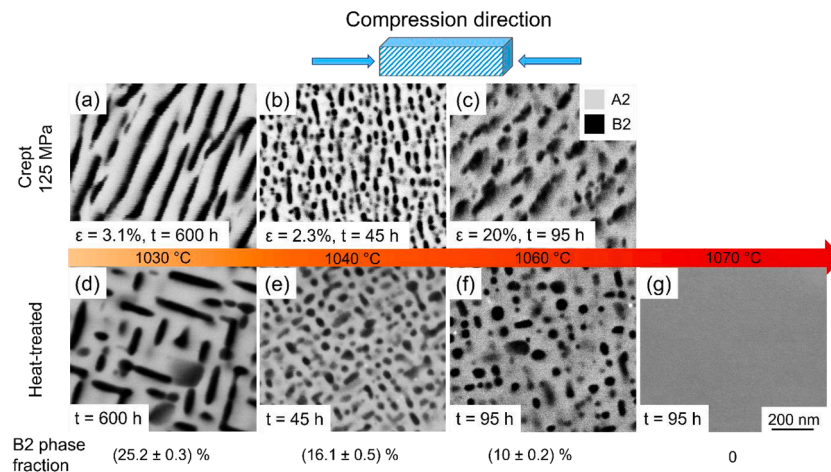 Compression direction
(a)
(b)
(c)
A2
B2
Crept
125 MPa
ε = 3.1%, t = 600 h
ε = 2.3%, t = 45 h
ε = 20%, t = 95 h
1030 °C
1040 °C
1060 °C
1070 °C
(d)
(e)
(f)
(g)
Heat-treated
t = 600 h
t = 45 h
t = 95 h
t = 95 h
200 nm
B2 phase
fraction
(25.2 ± 0.3) %
(16.1 ± 0.5) %
(10 ± 0.2) %
0